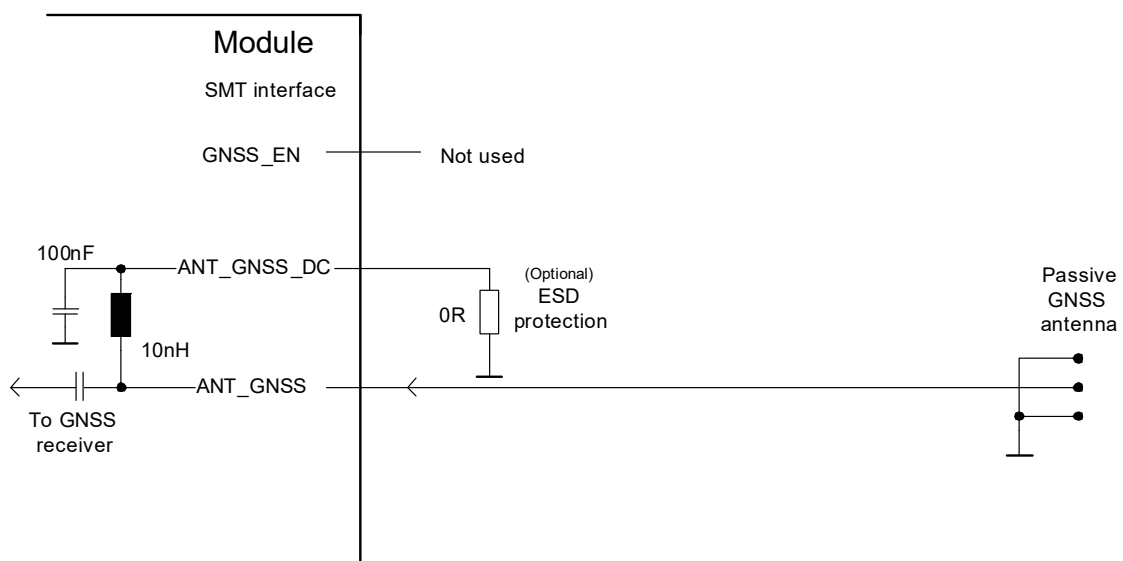 Module
SMT interface
GNSS_EN
Not used
100nF
ANT_GNSS_DC
(Optional)
ESD
protection
0R
Passive
GNSS
antenna
10nH
ANT_GNSS
To GNSS
receiver